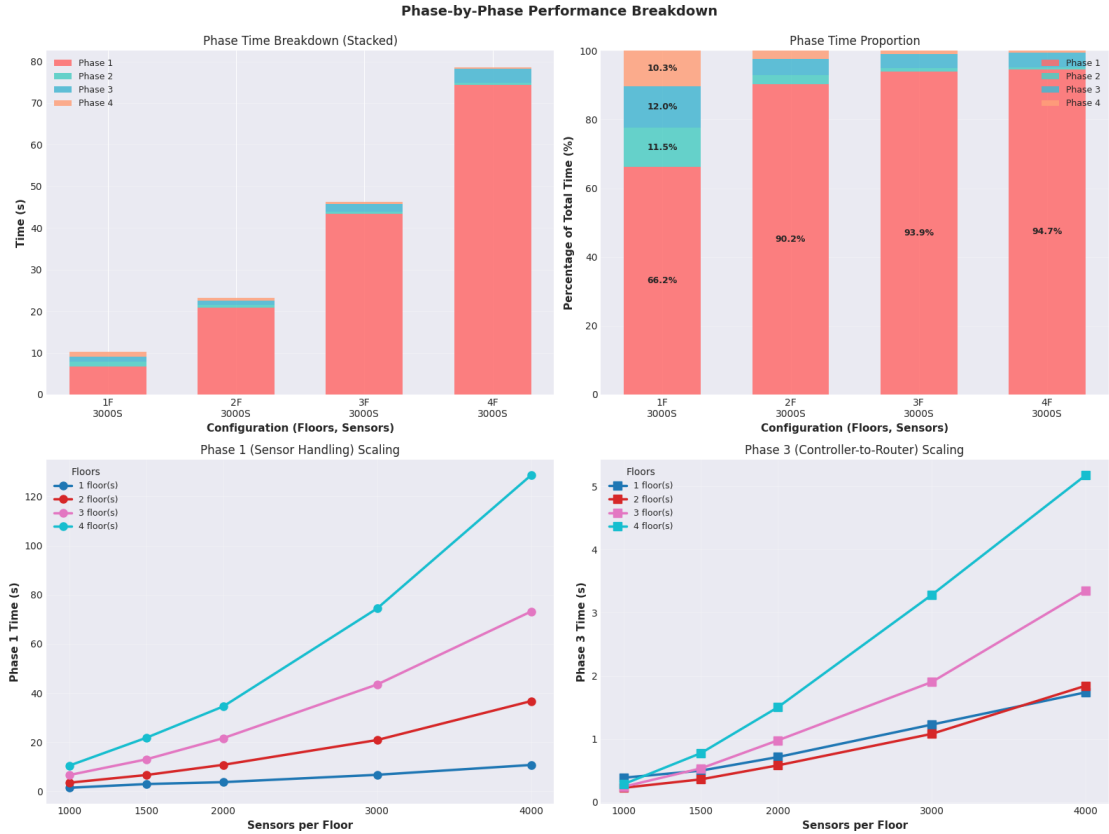 Phase-by-Phase Performance Breakdown
Phase Time Breakdown (Stacked)
Phase 1
Phase 2
Phase 3
Phase 4
80
70
60
50
40
30
20
10
0
Time (s)
1F
3000S
2F
3000S
3F
3000S
4F
3000S
Configuration (Floors, Sensors)
Phase Time Proportion
Phase 1
Phase 2
Phase 3
Phase 4
100
80
60
40
20
0
Percentage of Total Time (%)
10.3%
12.0%
11.5%
66.2%
90.2%
93.9%
94.7%
1F
3000S
2F
3000S
3F
3000S
4F
3000S
Configuration (Floors, Sensors)
Phase 1 (Sensor Handling) Scaling
Floors
1 floor(s)
2 floor(s)
3 floor(s)
4 floor(s)
120
100
80
60
40
20
0
Phase 1 Time (s)
1000 1500 2000 3000 4000
Sensors per Floor
Phase 3 (Controller-to-Router) Scaling
Floors
1 floor(s)
2 floor(s)
3 floor(s)
4 floor(s)
5
4
3
2
1
0
Phase 3 Time (s)
1000 1500 2000 3000 4000
Sensors per Floor